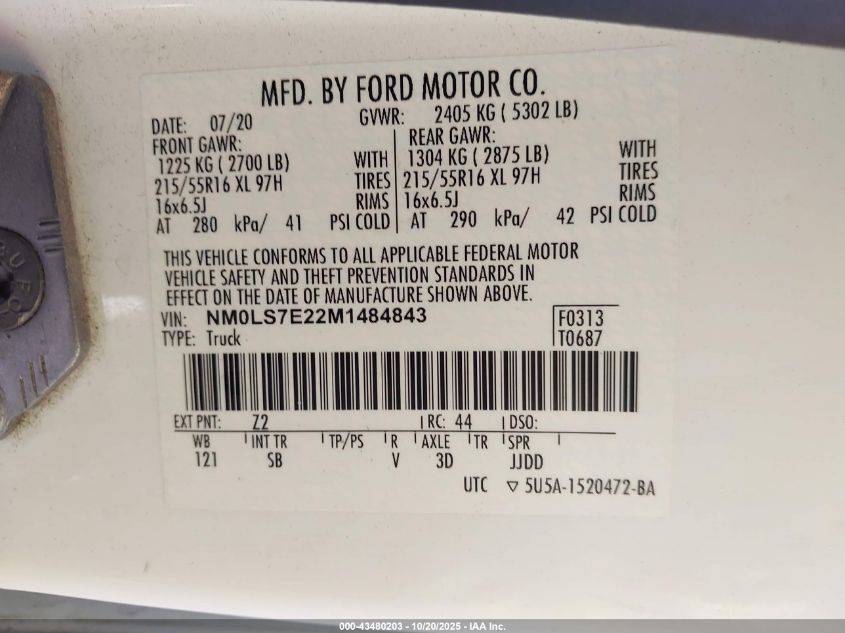 MFD. BY FORD MOTOR CO.
DATE: 07/20 GVWR: 2405 KG ( 5302 LB)
FRONT GAWR: REAR GAWR:
1225 KG ( 2700 LB) WITH 1304 KG ( 2875 LB) WITH
215/55R16 XL 97H TIRES 215/55R16 XL 97H TIRES
16x6.5J RIMS 16x6.5J RIMS
AT 280 kPa/ 41 PSI COLD AT 290 kPa/ 42 PSI COLD
THIS VEHICLE CONFORMS TO ALL APPLICABLE FEDERAL MOTOR
VEHICLE SAFETY AND THEFT PREVENTION STANDARDS IN
EFFECT ON THE DATE OF MANUFACTURE SHOWN ABOVE.
VIN: NM0LS7E22M1484843 F0313
TYPE: Truck T0687
EXT PNT: Z2 RC: 44 DSO:
WB INT TR TP/PS R AXLE TR SPR
121 SB V 3D JJDD
UTC ▽ 5U5A-1520472-BA
000-43480203 - 10/20/2025 - IAA Inc.